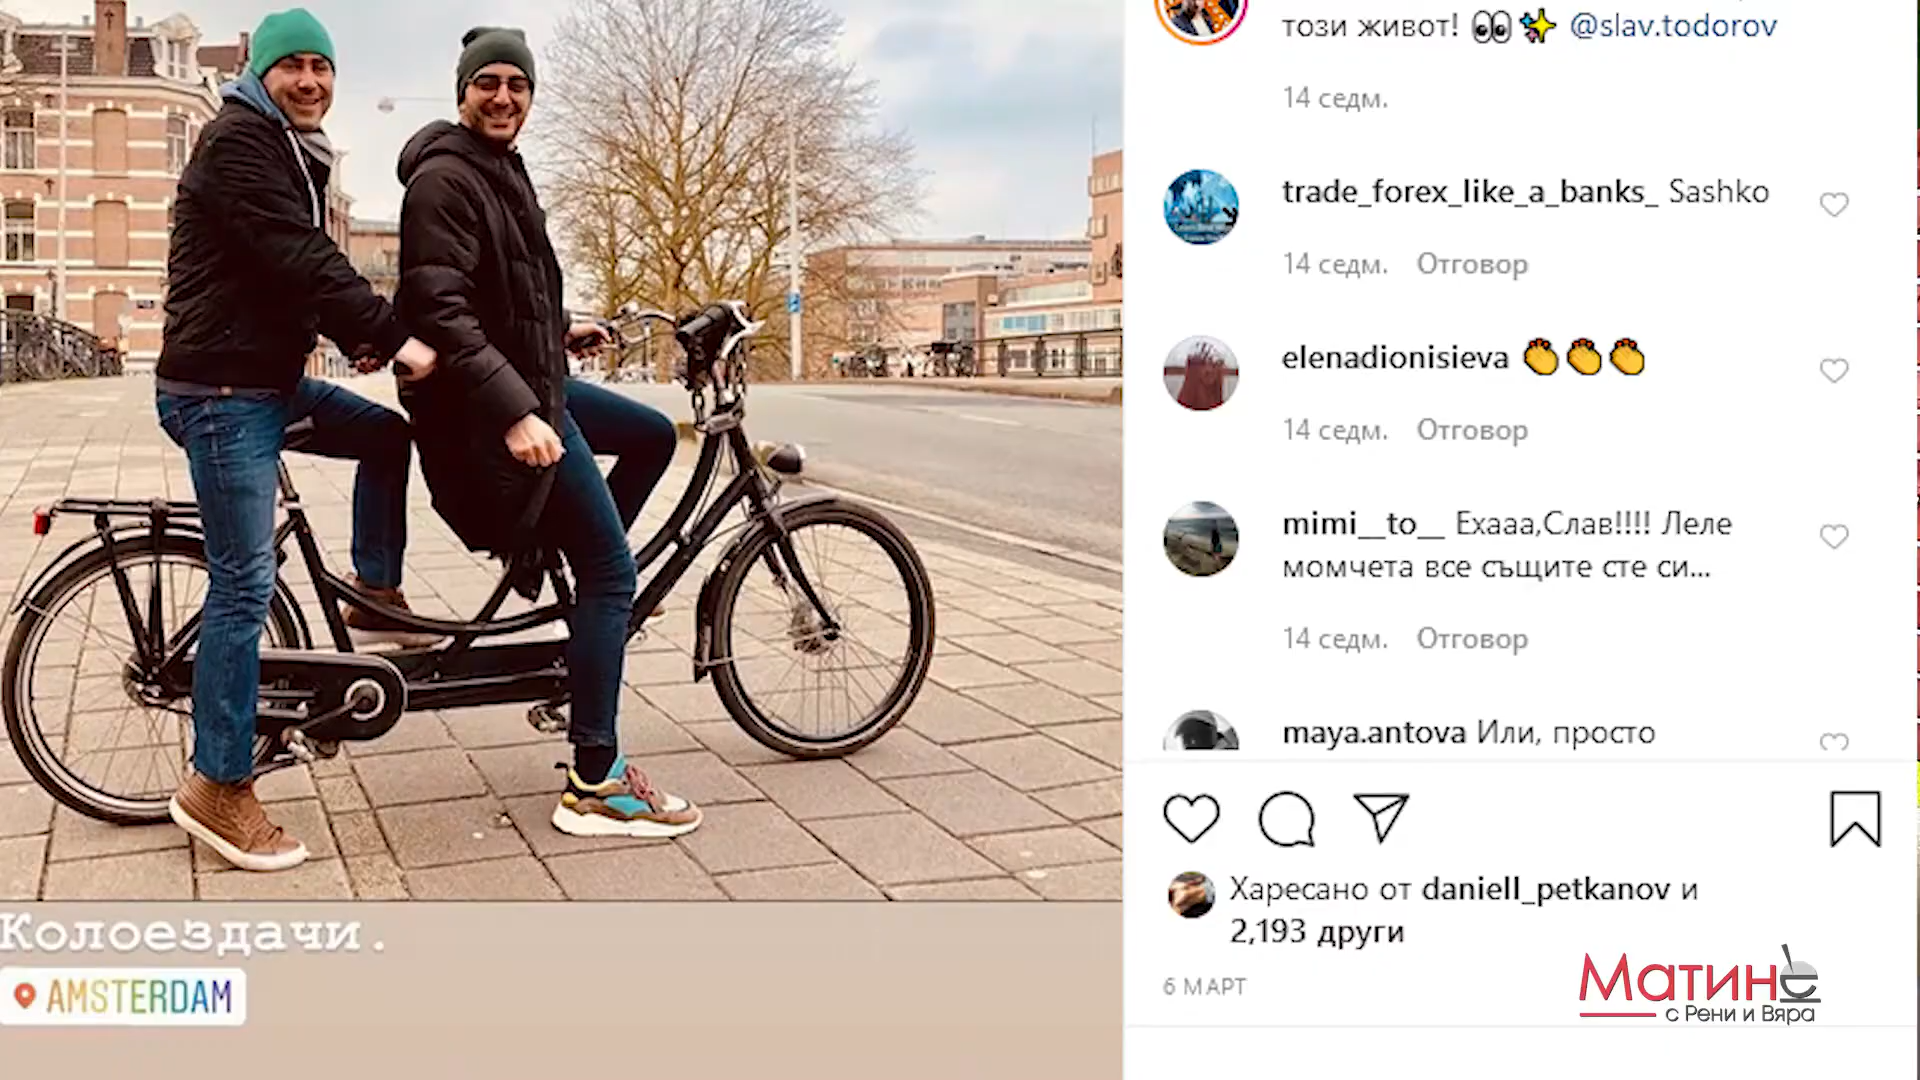 този живот! 👀✨ @slav.todorov
14 седм.
trade_forex_like_a_banks_ Sashko
14 седм. Отговор
elenadionisieva 👏👏👏
14 седм. Отговор
mimi__to__ Ехааа,Слав!!!! Леле
момчета все същите сте си...
14 седм. Отговор
maya.antova Или, просто
Харесано от daniell_petkanov и
2,193 други
6 МАРТ
Колоездачи.
AMSTERDAM
Матине
с Рени и Вяра